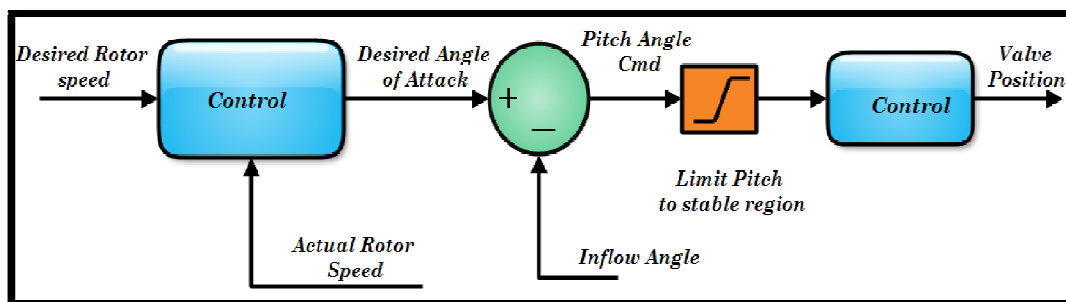 Desired Rotor
speed
Control
Desired Angle
of Attack
+
−
Pitch Angle
Cmd
Limit Pitch
to stable region
Control
Valve
Position
Actual Rotor
Speed
Inflow Angle